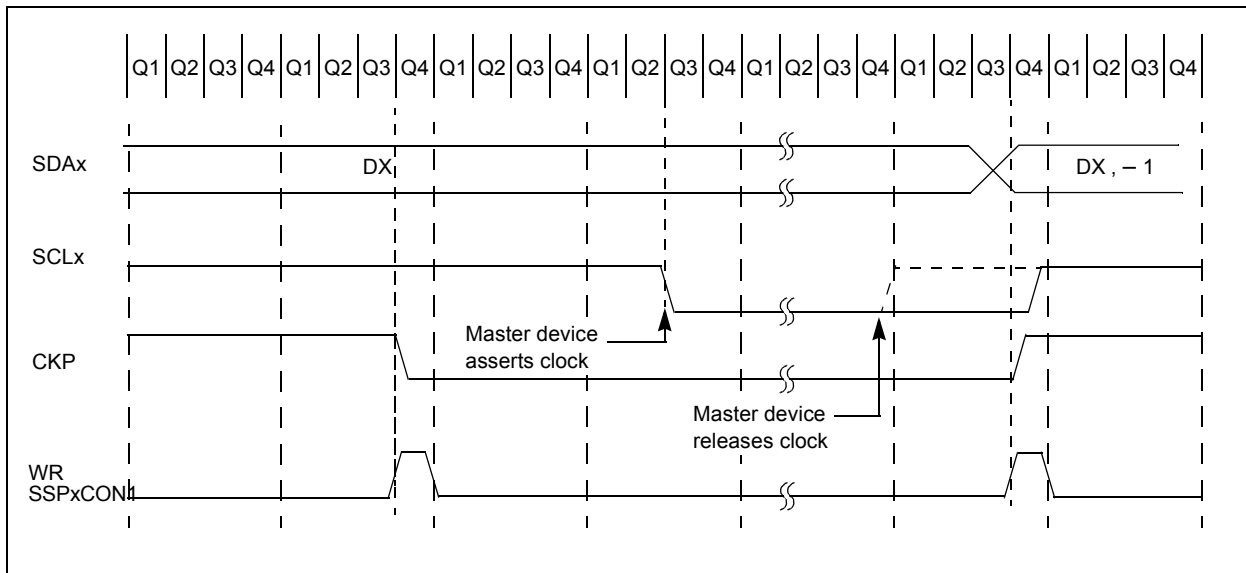 Q1 Q2 Q3 Q4 Q1 Q2 Q3 Q4 Q1 Q2 Q3 Q4 Q1 Q2 Q3 Q4 Q1 Q2 Q3 Q4 Q1 Q2 Q3 Q4 Q1 Q2 Q3 Q4
SDAx
DX
DX , – 1
SCLx
Master device
asserts clock
CKP
Master device
releases clock
WR
SSPxCON1